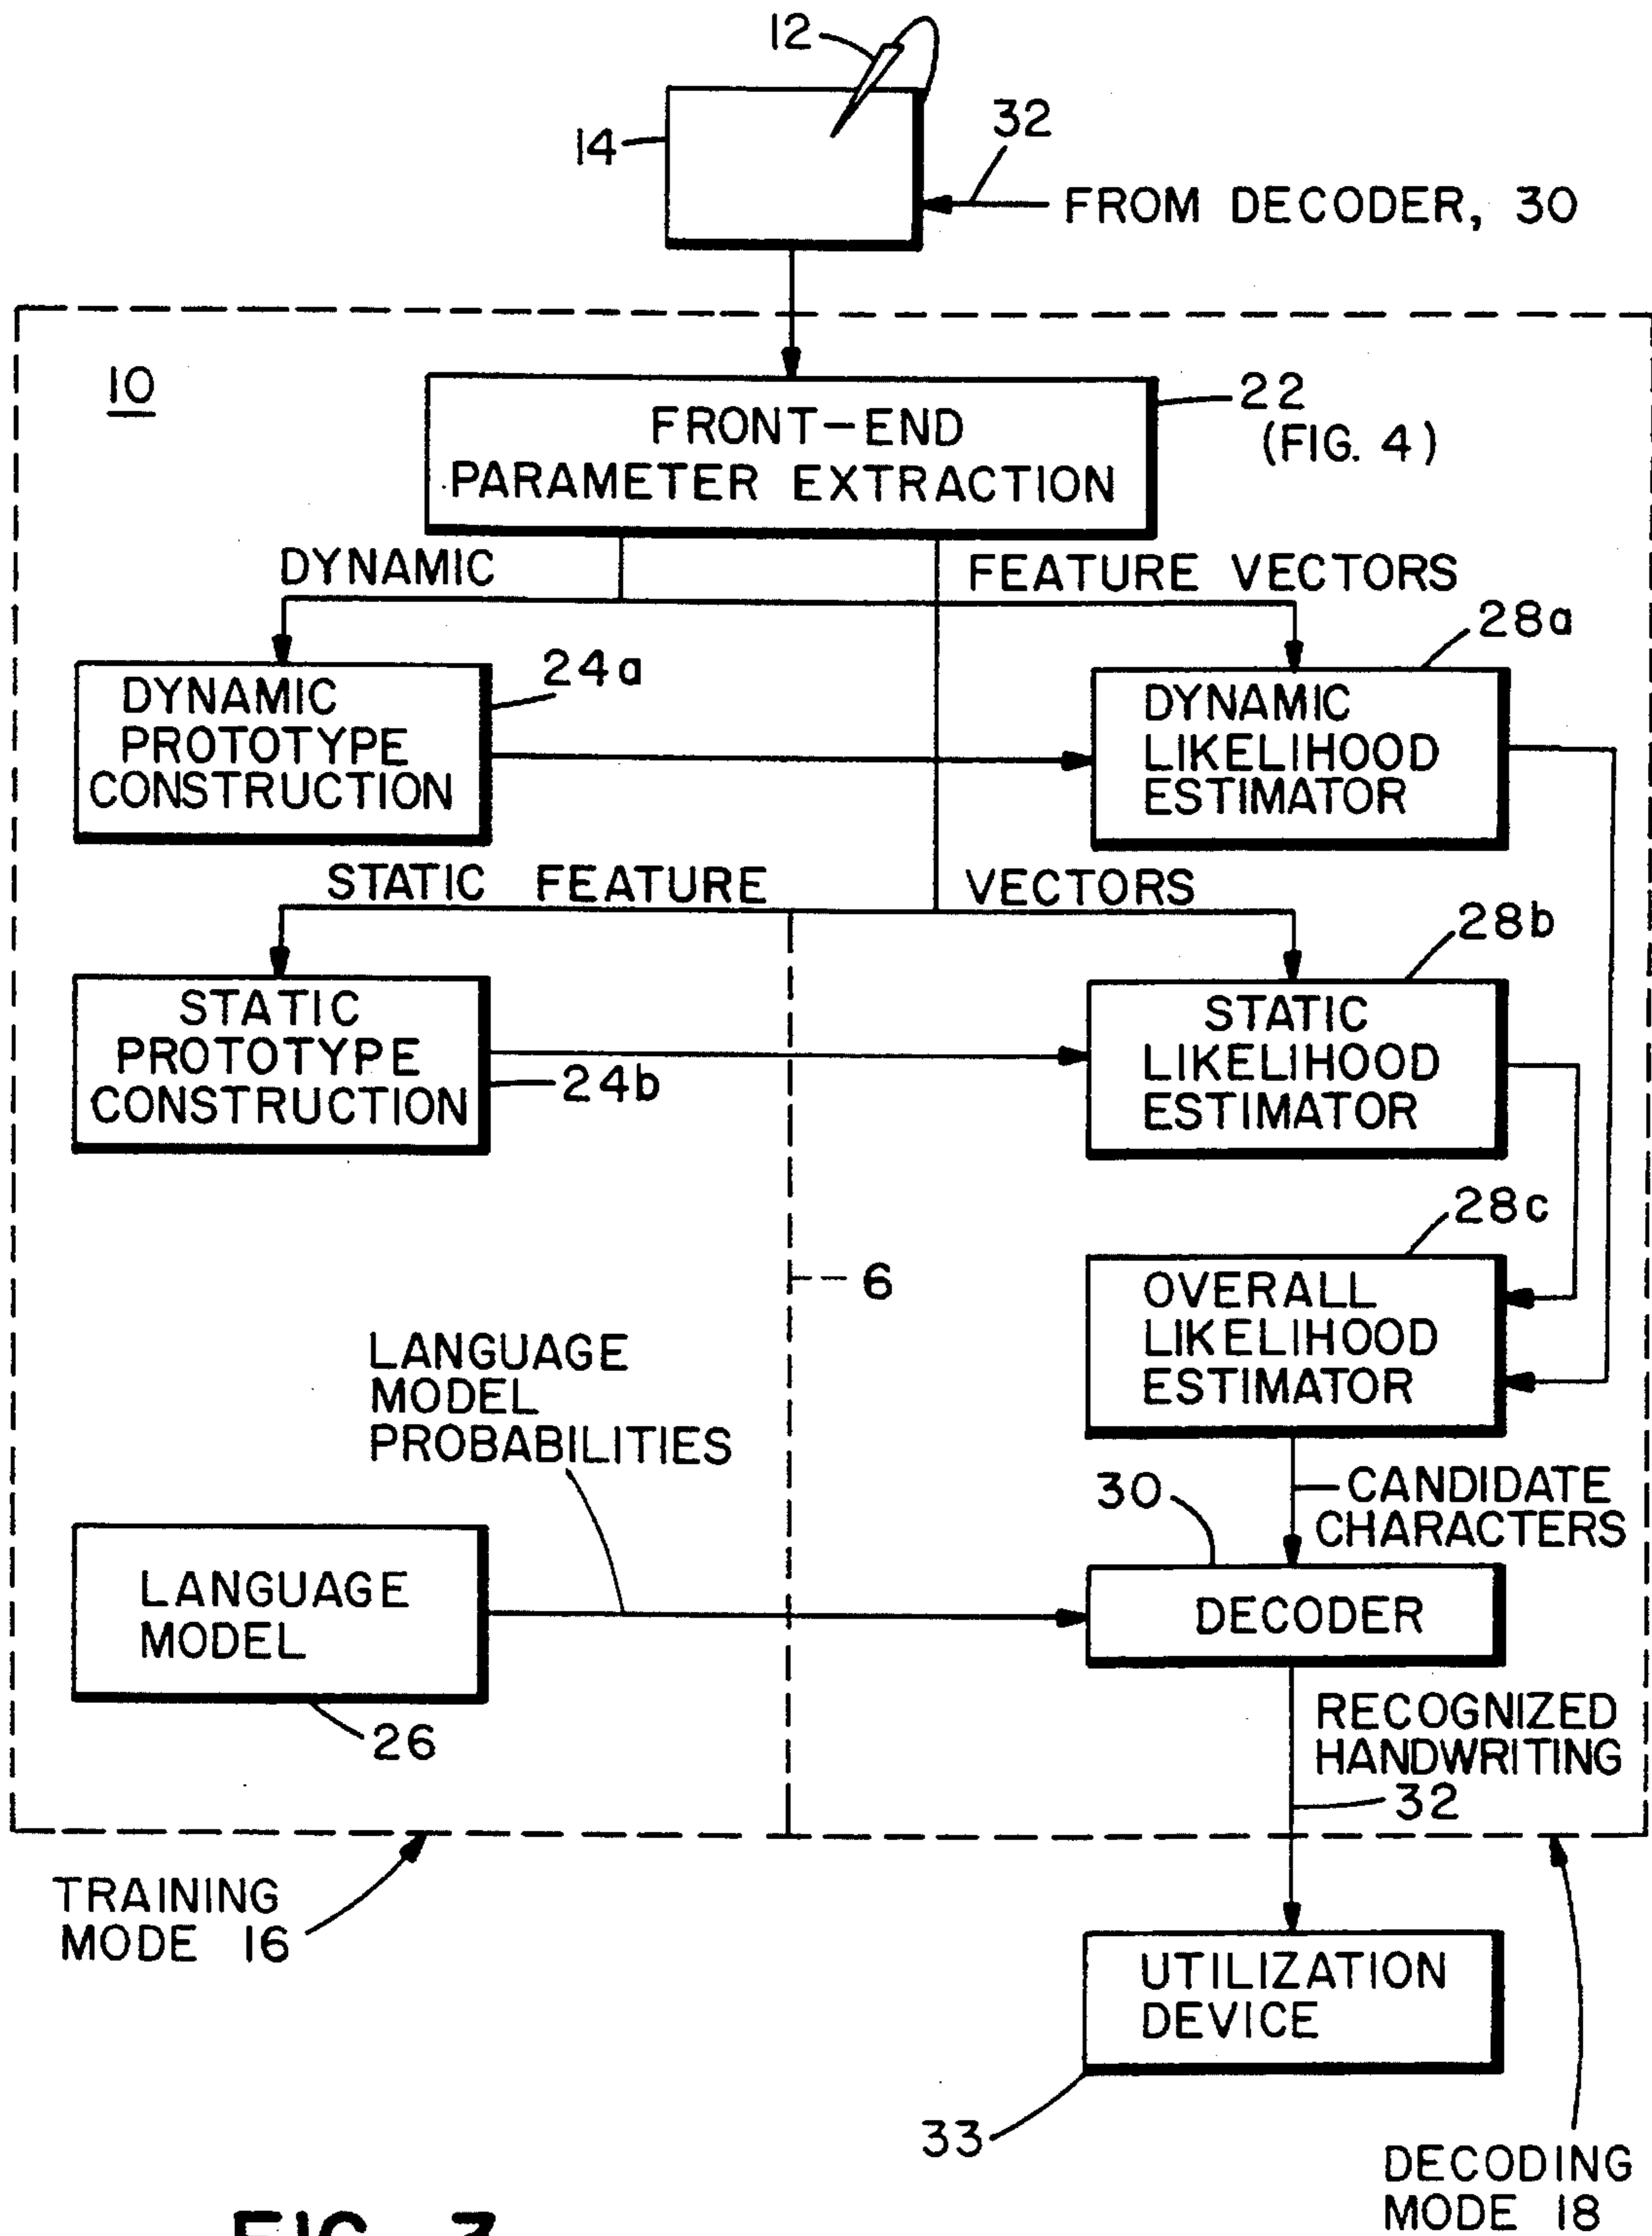 12
14
32
FROM DECODER, 30
10
FRONT-END
PARAMETER EXTRACTION
22
(FIG. 4)
DYNAMIC FEATURE VECTORS
28a
24a
DYNAMIC
PROTOTYPE
CONSTRUCTION
DYNAMIC
LIKELIHOOD
ESTIMATOR
STATIC FEATURE VECTORS
28b
STATIC
PROTOTYPE
CONSTRUCTION
24b
STATIC
LIKELIHOOD
ESTIMATOR
28c
6
OVERALL
LIKELIHOOD
ESTIMATOR
LANGUAGE
MODEL
PROBABILITIES
30
CANDIDATE
CHARACTERS
LANGUAGE
MODEL
DECODER
26
RECOGNIZED
HANDWRITING
32
TRAINING
MODE 16
UTILIZATION
DEVICE
33
DECODING
MODE 18